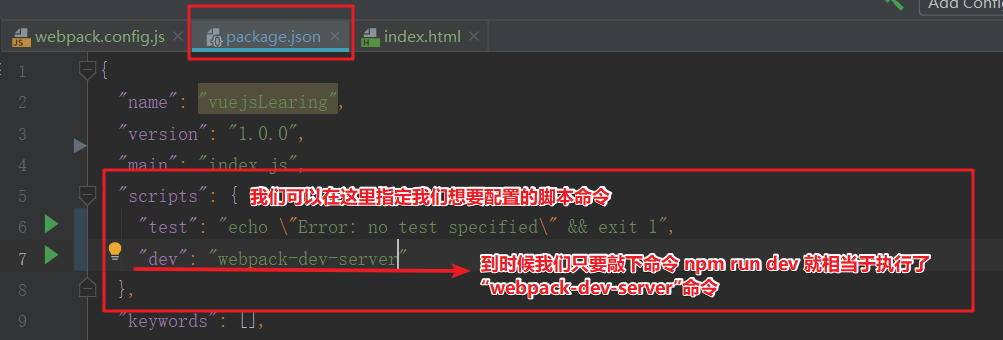 Add Confi
webpack.config.js
package.json
index.html
1 {
2 "name": "vuejsLearing",
3 "version": "1.0.0",
4 "main": "index.js",
5 "scripts": { 我们可以在这里指定我们想要配置的脚本命令
6 "test": "echo \"Error: no test specified\" && exit 1",
7 "dev": "webpack-dev-server" 到时候我们只要敲下命令 npm run dev 就相当于执行了
“webpack-dev-server”命令
8 },
9 "keywords": [],